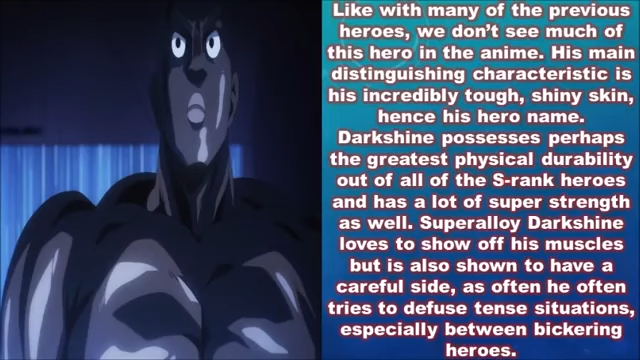 Like with many of the previous
heroes, we don't see much of
this hero in the anime. His main
distinguishing characteristic is
his incredibly tough, shiny skin,
hence his hero name.
Darkshine possesses perhaps
the greatest physical durability
out of all of the S-rank heroes
and has a lot of super strength
as well. Superalloy Darkshine
loves to show off his muscles
but is also shown to have a
careful side, as often he often
tries to defuse tense situations,
especially between bickering
heroes.